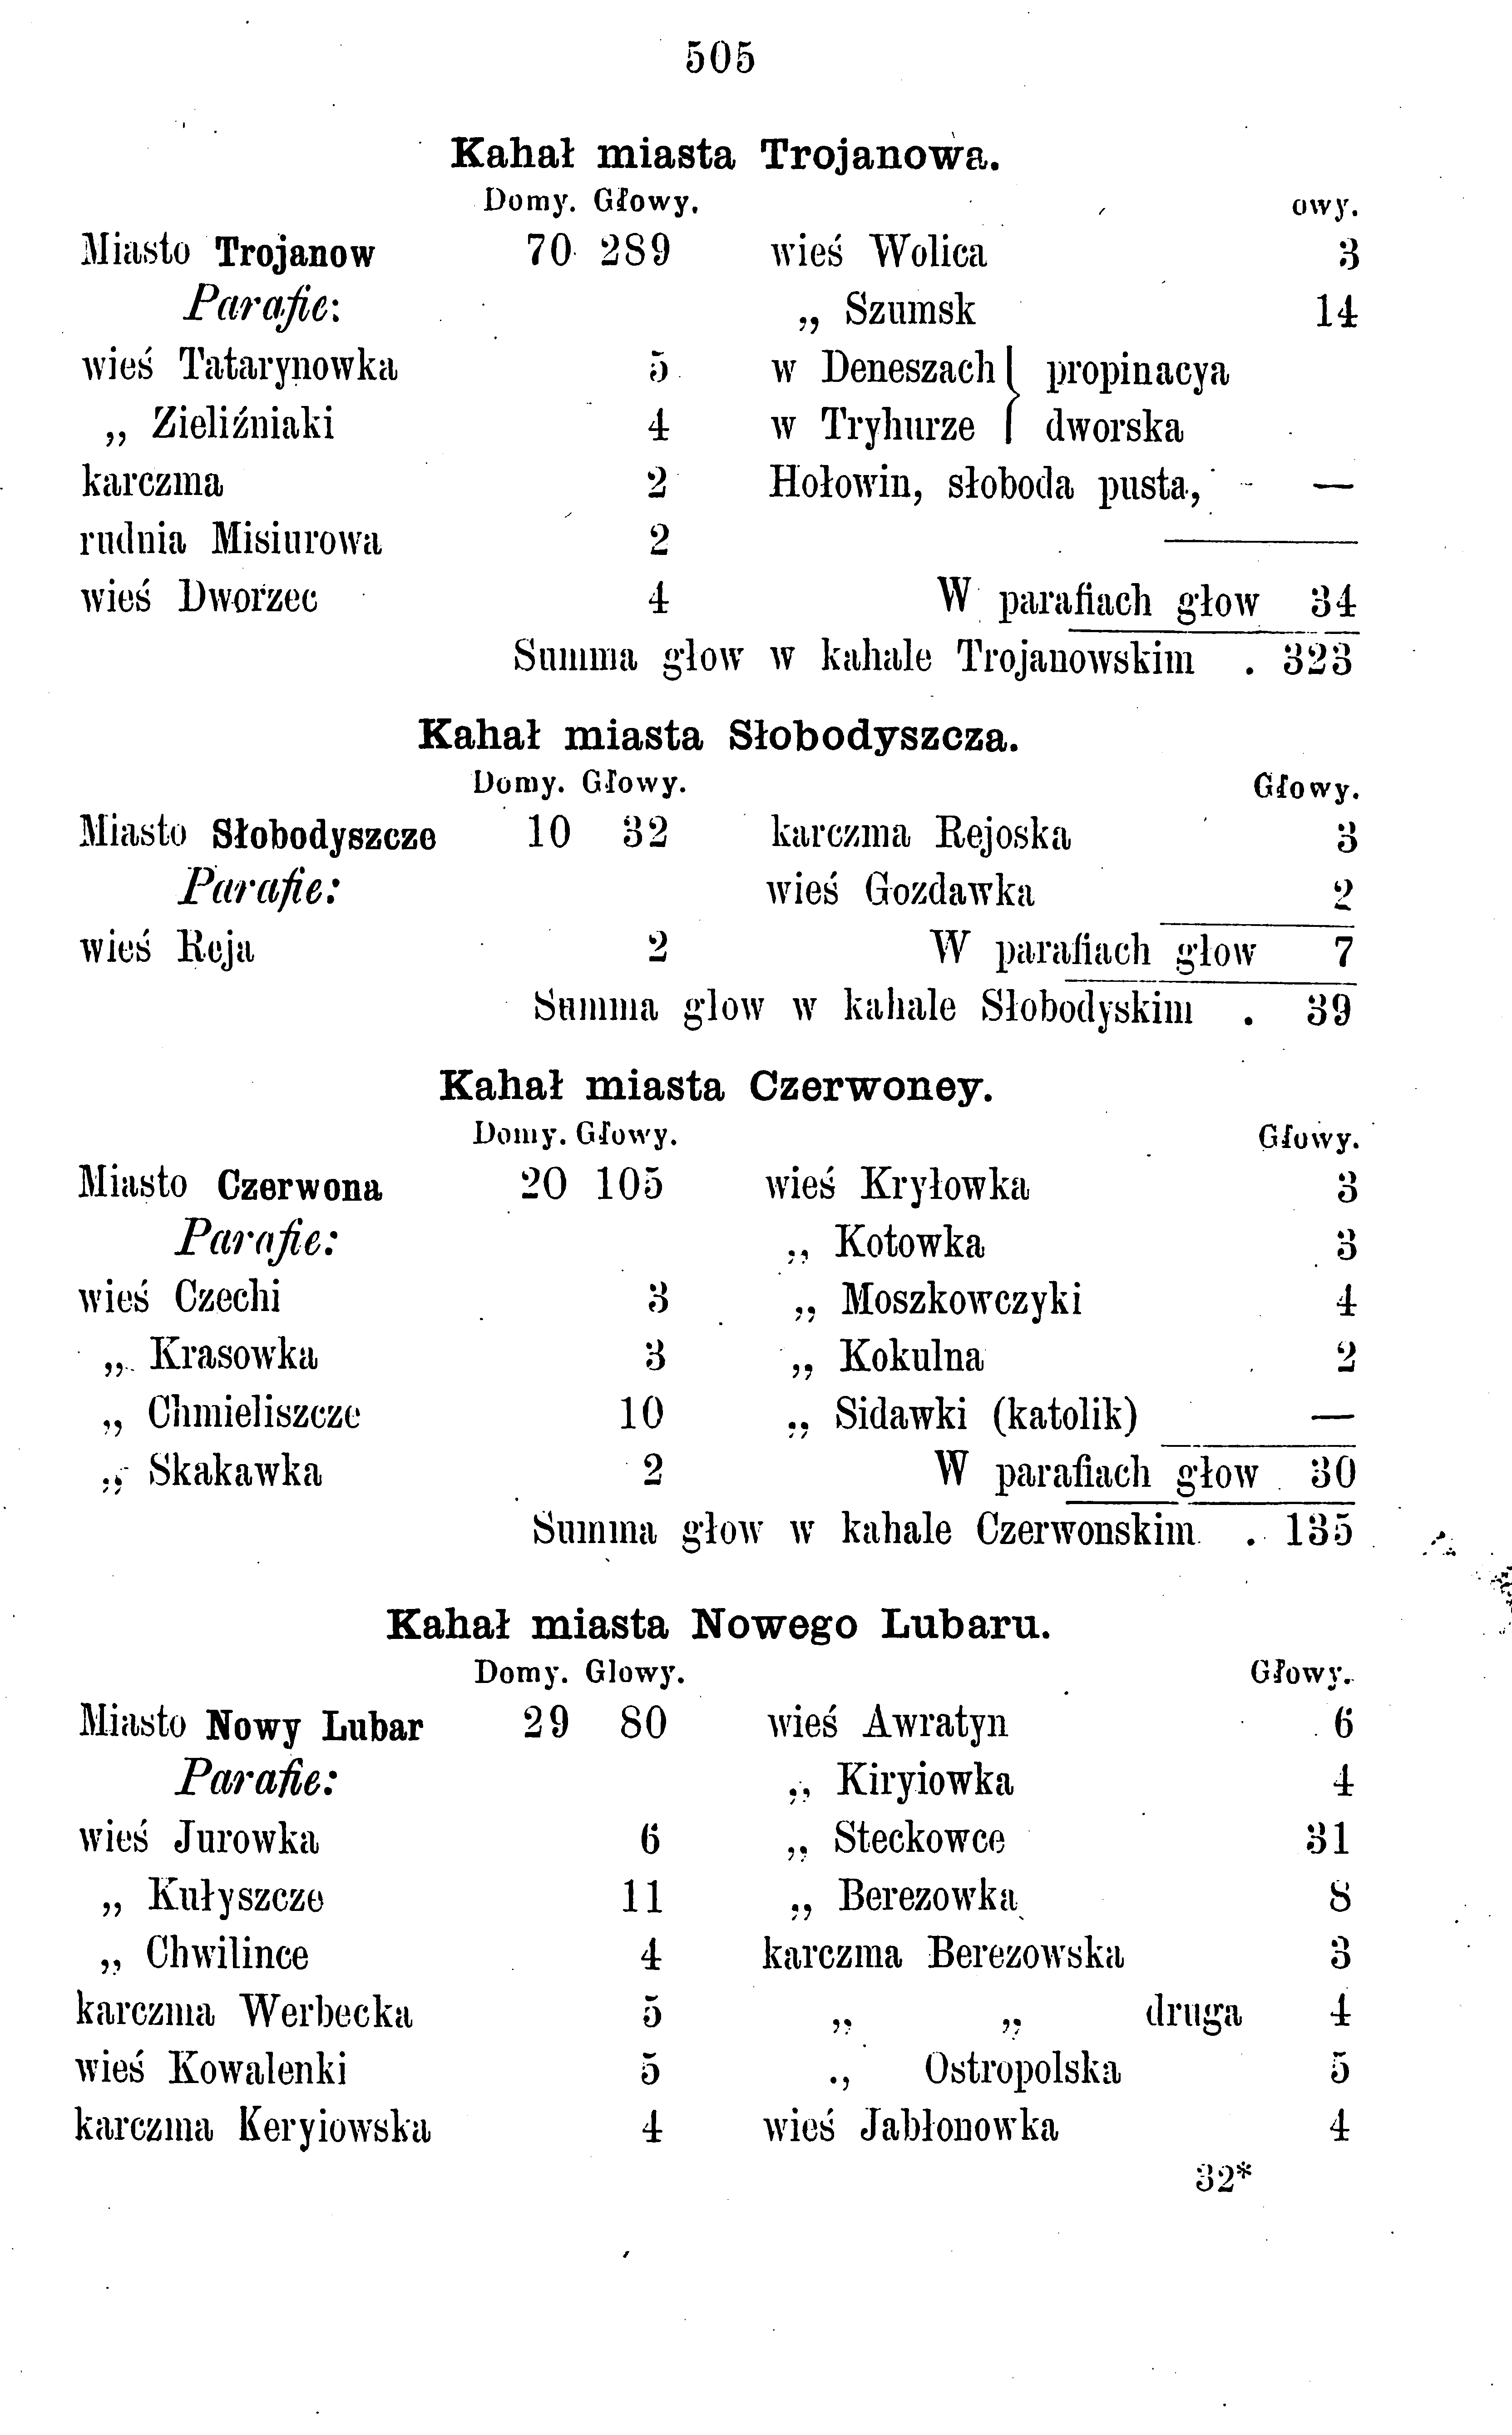 505
Kahał miasta Trojanowa.
Domy. Głowy.
owy.
Miasto Trojanow 70 289
Parafie:
wieś Tatarynowka 5
„ Zieliźniaki 4
karczma 2
rudnia Misiurowa 2
wieś Dworzec 4
wieś Wolica 3
„ Szumsk 14
w Deneszach } propinacya
w Tryhurze } dworska
Hołowin, słoboda pusta, —
W parafiach głow 34
Summa głow w kahale Trojanowskim . 323
Kahał miasta Słobodyszcza.
Domy. Głowy.
Głowy.
Miasto Słobodyszcze 10 32
Parafie:
wieś Reja 2
karczma Rejoska 3
wieś Gozdawka 2
W parafiach głow 7
Summa glow w kahale Słobodyskim . 39
Kahał miasta Czerwoney.
Domy. Głowy.
Głowy.
Miasto Czerwona 20 105
Parafie:
wieś Czechi 3
„ Krasowka 3
„ Chmieliszcze 10
„ Skakawka 2
wieś Kryłowka 3
„ Kotowka 3
„ Moszkowczyki 4
„ Kokulna 2
„ Sidawki (katolik) —
W parafiach głow 30
Summa głow w kahale Czerwonskim . 135
Kahał miasta Nowego Lubaru.
Domy. Glowy.
Głowy.
Miasto Nowy Lubar 29 80
Parafie:
wieś Jurowka 6
„ Kułyszcze 11
„ Chwilince 4
karczma Werbecka 5
wieś Kowalenki 5
karczma Keryiowska 4
wieś Awratyn 6
„ Kiryiowka 4
„ Steckowce 31
„ Berezowka 8
karczma Berezowska 3
„ „ druga 4
„ Ostropolska 5
wieś Jabłonowka 4
32*